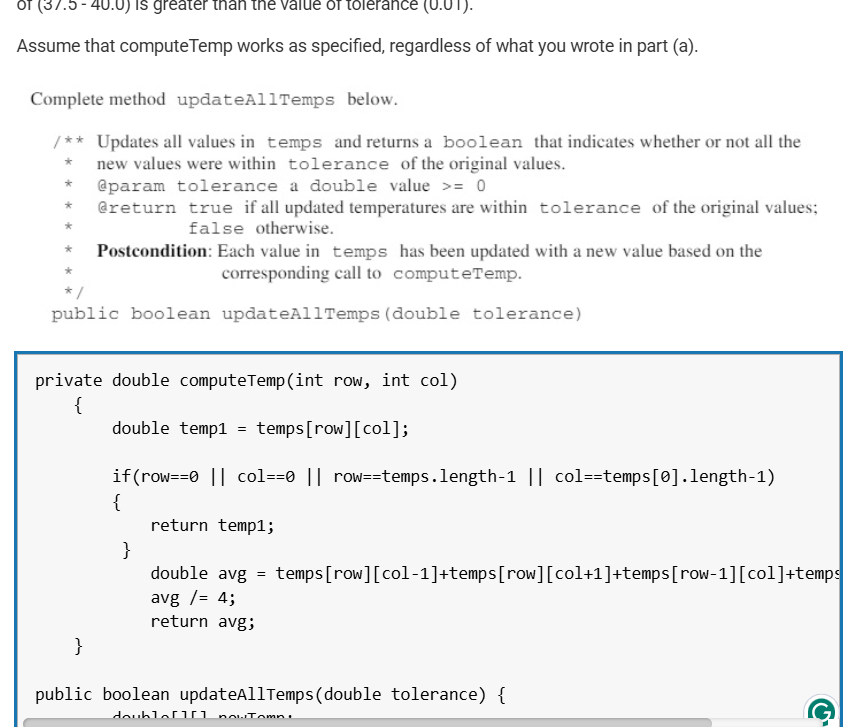 of (37.5 - 40.0) is greater than the value of tolerance (0.01).
Assume that computeTemp works as specified, regardless of what you wrote in part (a).
Complete method updateAllTemps below.
/** Updates all values in temps and returns a boolean that indicates whether or not all the
* new values were within tolerance of the original values.
* @param tolerance a double value >= 0
* @return true if all updated temperatures are within tolerance of the original values;
* false otherwise.
* Postcondition: Each value in temps has been updated with a new value based on the
* corresponding call to computeTemp.
*/
public boolean updateAllTemps(double tolerance)
private double computeTemp(int row, int col)
{
double temp1 = temps[row][col];
if(row==0 || col==0 || row==temps.length-1 || col==temps[0].length-1)
{
return temp1;
}
double avg = temps[row][col-1]+temps[row][col+1]+temps[row-1][col]+temps
avg /= 4;
return avg;
}
public boolean updateAllTemps(double tolerance) {
double[][] newTemp;